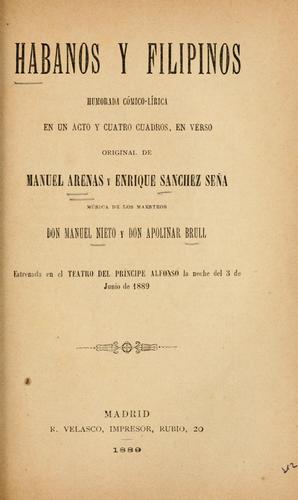 HABANOS Y FILIPINOS
HUMORADA CÓMICO-LÍRICA
EN UN ACTO Y CUATRO CUADROS, EN VERSO
ORIGINAL DE
MANUEL ARENAS Y ENRIQUE SANCHEZ SEÑA
MÚSICA DE LOS MAESTROS
DON MANUEL NIETO Y DON APOLINAR BRULL
Estrenada en el TEATRO DEL PRINCIPE ALFONSO la noche del 3 de
Junio de 1889
MADRID
R. VELASCO, IMPRESOR, RUBIO, 20
1889